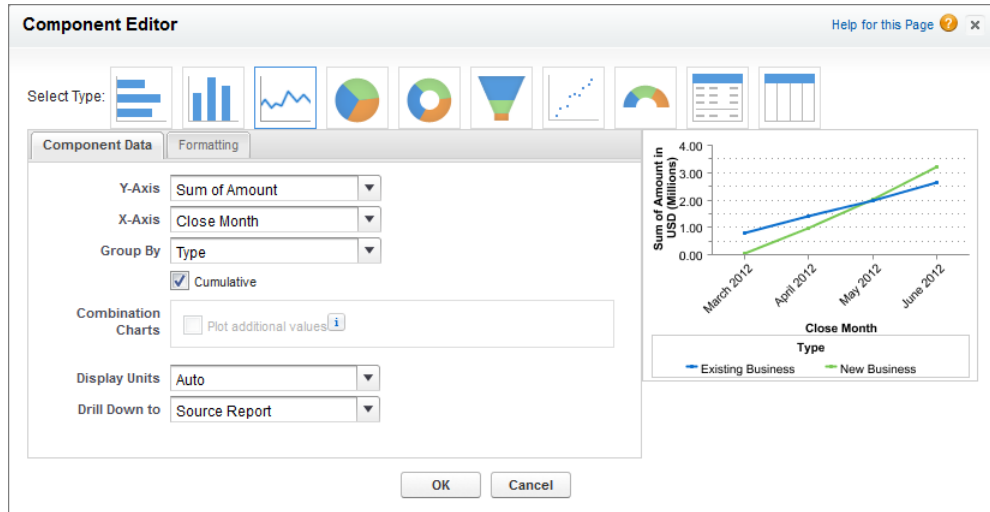 Component Editor
Help for this Page ? ×
Select Type:
Component Data
Formatting
Y-Axis Sum of Amount
X-Axis Close Month
Group By Type
Cumulative
Combination
Charts
Plot additional values i
Display Units Auto
Drill Down to Source Report
Sum of Amount in
USD (Millions)
4.00
3.00
2.00
1.00
0.00
March 2012
April 2012
May 2012
June 2012
Close Month
Type
Existing Business
New Business
OK
Cancel